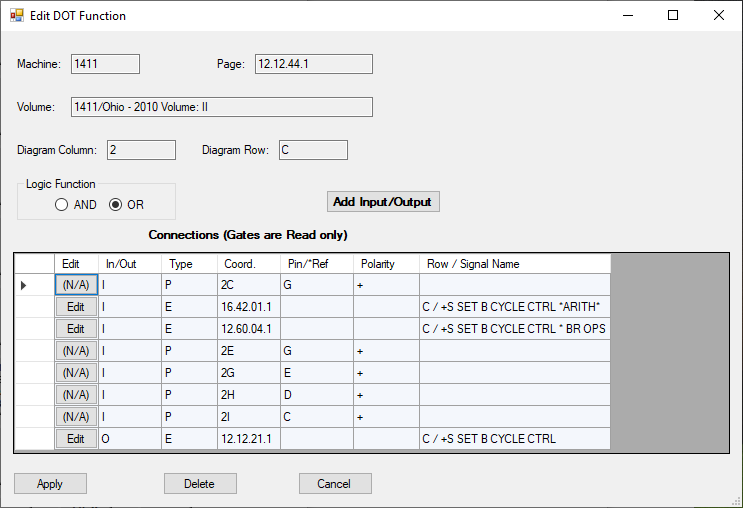 Edit DOT Function
Machine: 1411 Page: 12.12.44.1
Volume: 1411/Ohio - 2010 Volume: II
Diagram Column: 2 Diagram Row: C
Logic Function
AND OR
Add Input/Output
Connections (Gates are Read only)
Edit In/Out Type Coord. Pin/*Ref Polarity Row / Signal Name
(N/A) I P 2C G +
Edit I E 16.42.01.1 C / +S SET B CYCLE CTRL *ARITH*
Edit I E 12.60.04.1 C / +S SET B CYCLE CTRL * BR OPS
(N/A) I P 2E G +
(N/A) I P 2G E +
(N/A) I P 2H D +
(N/A) I P 2I C +
Edit O E 12.12.21.1 C / +S SET B CYCLE CTRL
Apply Delete Cancel